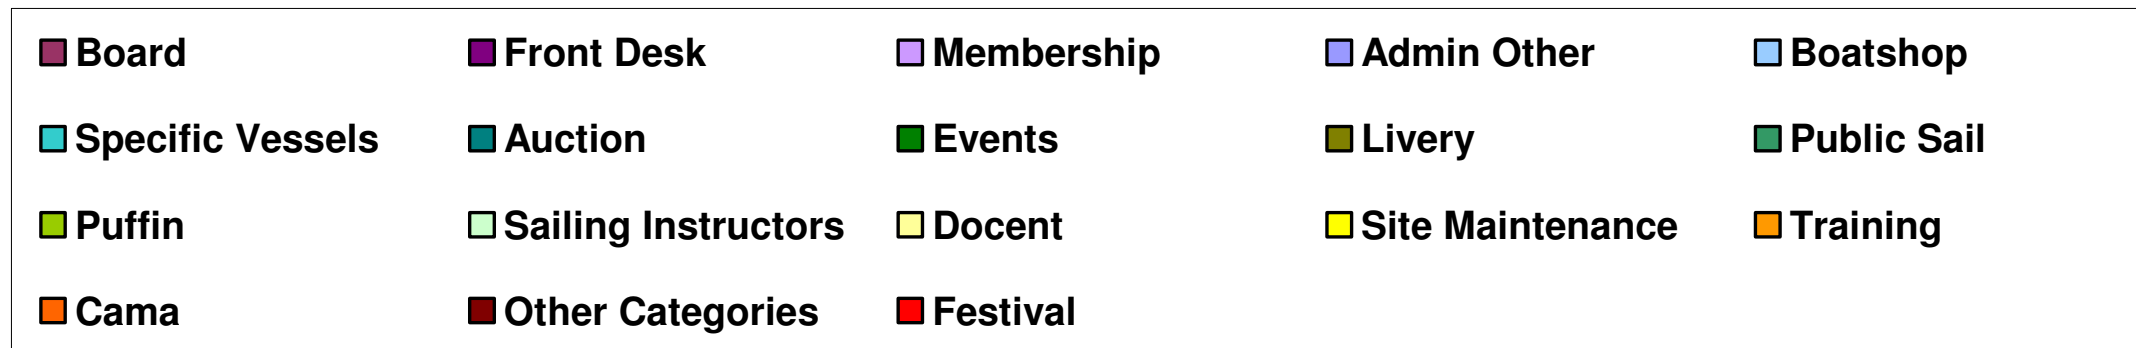 Board Front Desk Membership Admin Other Boatshop
Specific Vessels Auction Events Livery Public Sail
Puffin Sailing Instructors Docent Site Maintenance Training
Cama Other Categories Festival